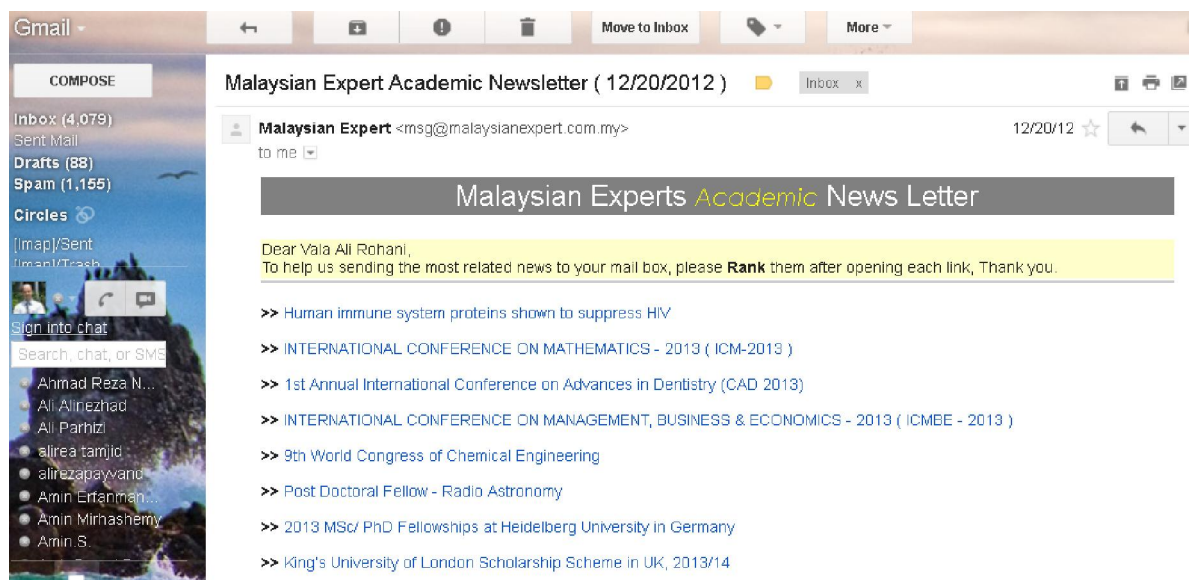 Gmail
Move to Inbox
More
COMPOSE
Malaysian Expert Academic Newsletter ( 12/20/2012 )
Inbox x
Inbox (4,079)
Sent Mail
Drafts (88)
Spam (1,155)
Circles
[Imap]/Sent
[Imap]/Trash
Malaysian Expert <msg@malaysianexpert.com.my>
12/20/12
to me
Malaysian Experts Academic News Letter
Dear Vala Ali Rohani,
To help us sending the most related news to your mail box, please Rank them after opening each link, Thank you.
Sign into chat
Search, chat, or SMS
Ahmad Reza N...
Ali Alinezhad
Ali Parhizi
alirea tamjid
alirezapayvand
Amin Erfanman...
Amin Mirhashemy
Amin.S.
>> Human immune system proteins shown to suppress HIV
>> INTERNATIONAL CONFERENCE ON MATHEMATICS - 2013 ( ICM-2013 )
>> 1st Annual International Conference on Advances in Dentistry (CAD 2013)
>> INTERNATIONAL CONFERENCE ON MANAGEMENT, BUSINESS & ECONOMICS - 2013 ( ICMBE - 2013 )
>> 9th World Congress of Chemical Engineering
>> Post Doctoral Fellow - Radio Astronomy
>> 2013 MSc/ PhD Fellowships at Heidelberg University in Germany
>> King's University of London Scholarship Scheme in UK, 2013/14